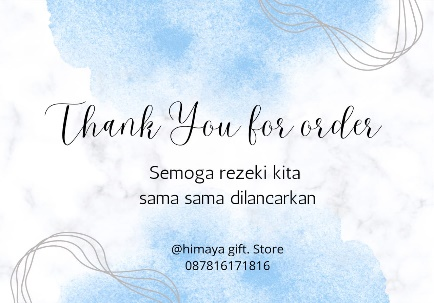 Thank You for order
Semoga rezeki kita
sama sama dilancarkan
@himaya gift. Store
087816171816